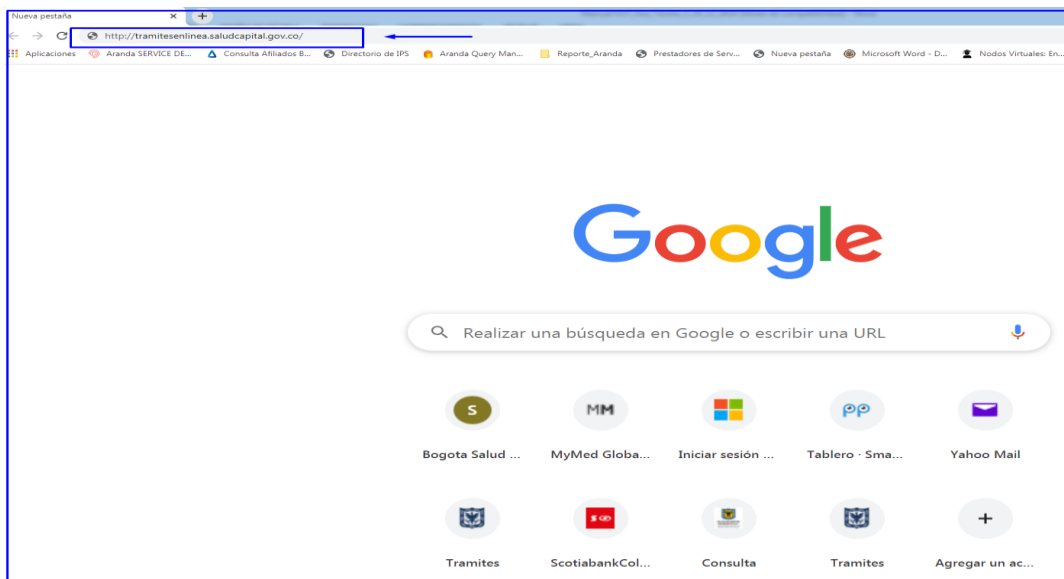 Nueva pestaña
http://tramitesenlinea.saludcapital.gov.co/
Aplicaciones Aranda SERVICE DE... Consulta Afiliados B... Directorio de IPS Aranda Query Man... Reporte_Aranda Prestadores de Serv... Nueva pestaña Microsoft Word - D... Nodos Virtuales: En...
Google
Realizar una búsqueda en Google o escribir una URL
S MM pp
Bogota Salud ... MyMed Globa... Iniciar sesión ... Tablero · Sma... Yahoo Mail
Tramites ScotiabankCol... Consulta Tramites Agregar un ac...